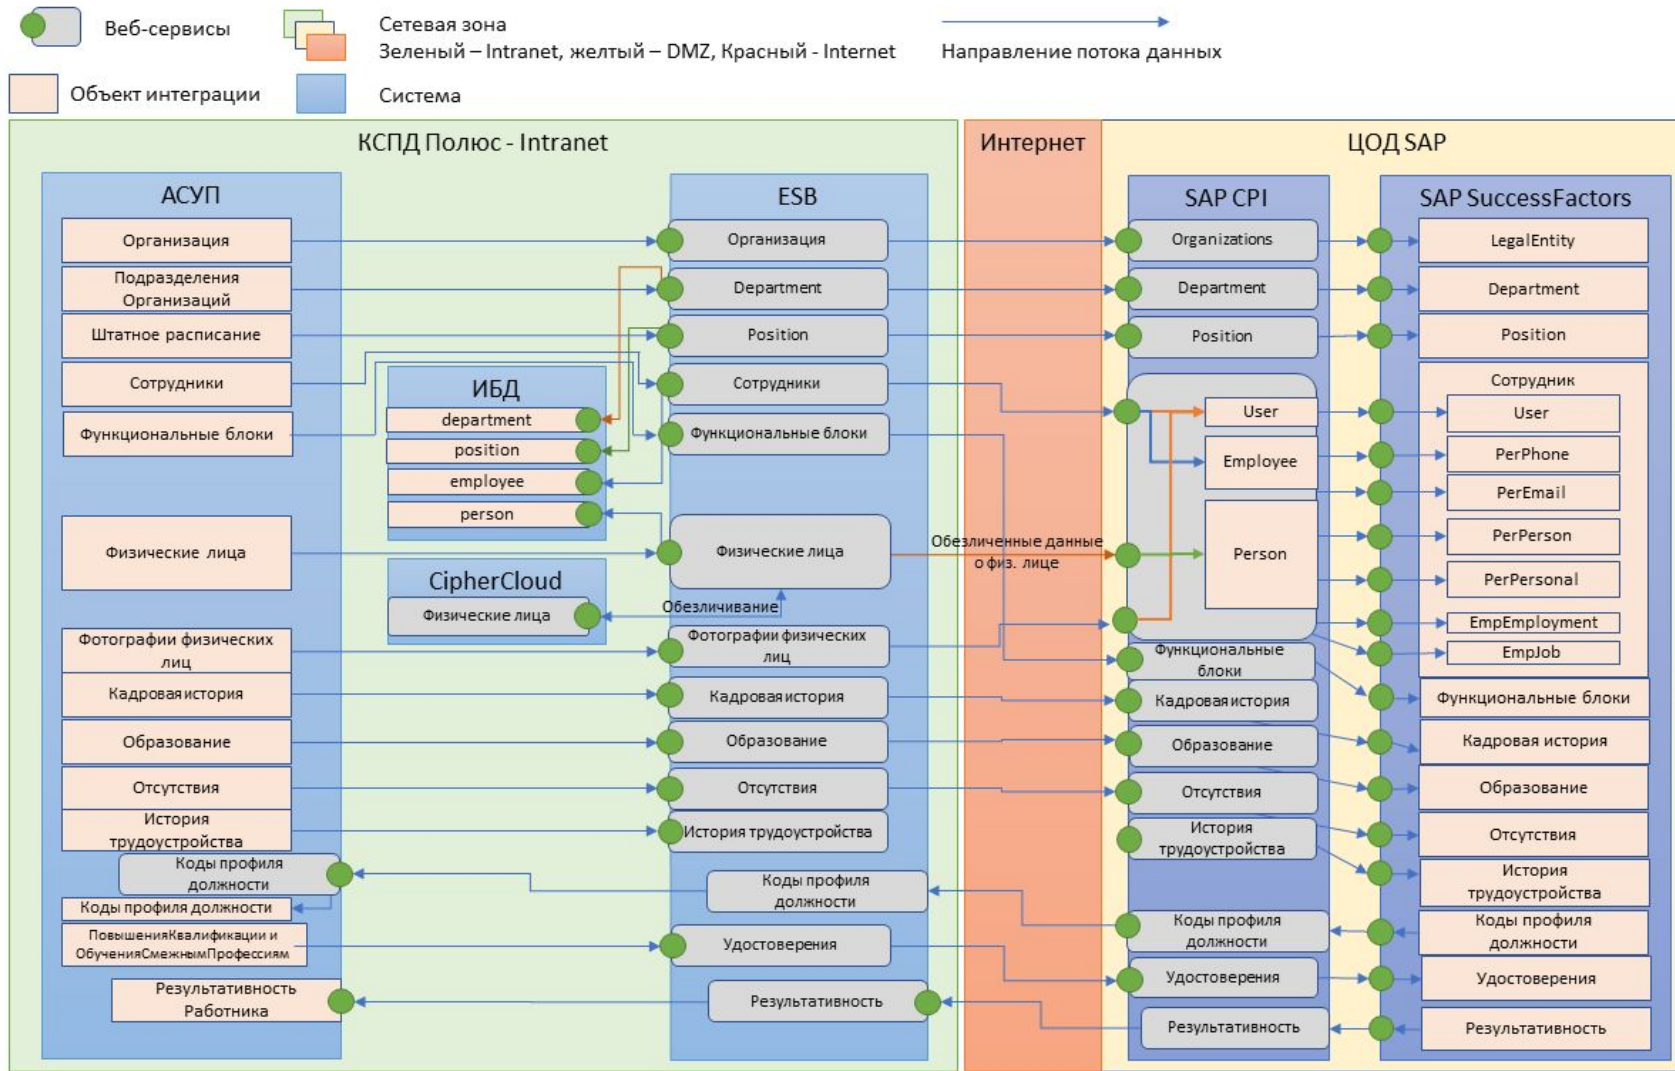 Веб-сервисы
Сетевая зона
Зеленый – Intranet, желтый – DMZ, Красный - Internet
Направление потока данных
Объект интеграции
Система
КСПД Полюс - Intranet
Интернет
ЦОД SAP
АСУП
Организация
Подразделения
Организаций
Штатное расписание
Сотрудники
Функциональные блоки
Физические лица
Фотографии физических
лиц
Кадровая история
Образование
Отсутствия
История
трудоустройства
Коды профиля
должности
Коды профиля должности
ПовышенияКвалификации и
ОбученияСмежнымПрофессиям
Результативность
Работника
ИБД
department
position
employee
person
CipherCloud
Физические лица
Обезличивание
ESB
Организация
Department
Position
Сотрудники
Функциональные блоки
Физические лица
Фотографии физических
лиц
Кадровая история
Образование
Отсутствия
История трудоустройства
Коды профиля
должности
Удостоверения
Результативность
Обезличенные данные
о физ. лице
SAP CPI
Organizations
Department
Position
User
Employee
Person
Функциональные
блоки
Кадровая история
Образование
Отсутствия
История
трудоустройства
Коды профиля
должности
Удостоверения
Результативность
SAP SuccessFactors
LegalEntity
Department
Position
Сотрудник
User
PerPhone
PerEmail
PerPerson
PerPersonal
EmpEmployment
EmpJob
Функциональные блоки
Кадровая история
Образование
Отсутствия
История
трудоустройства
Коды профиля
должности
Удостоверения
Результативность